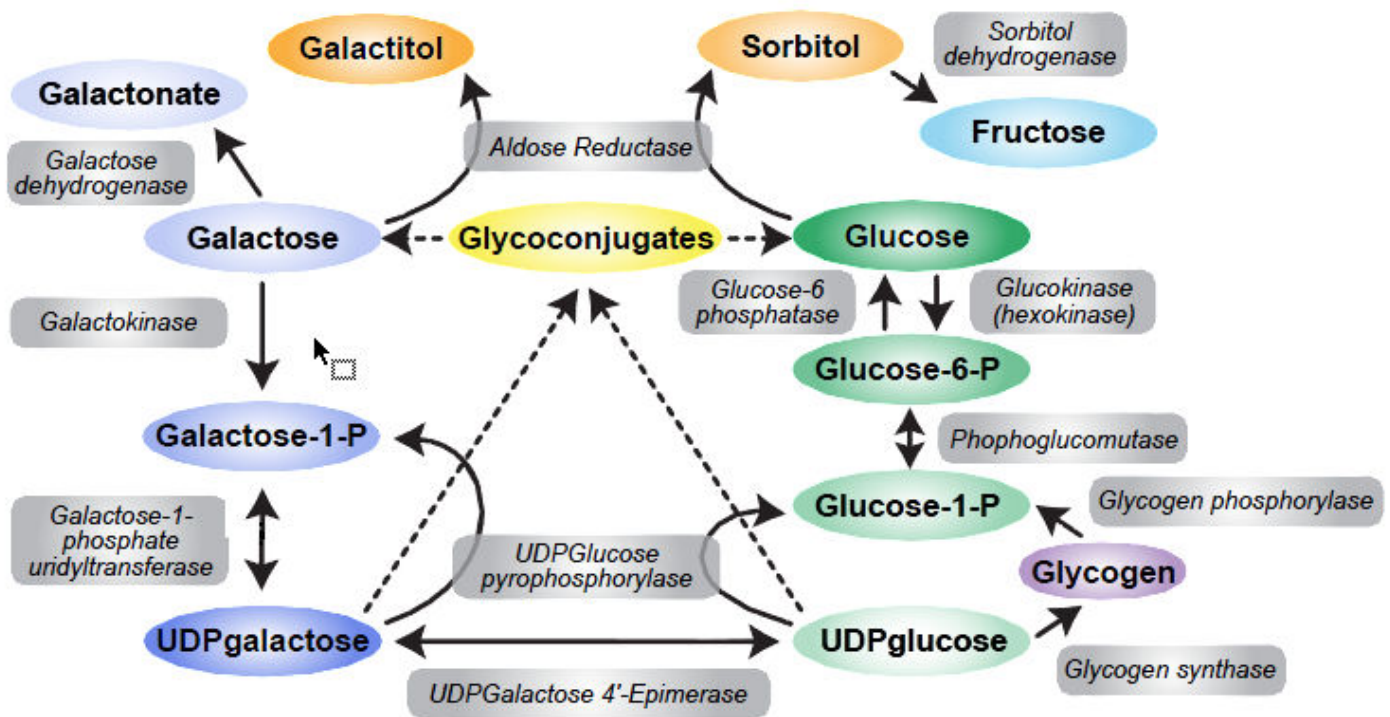 Galactitol
Sorbitol
Sorbitol
dehydrogenase
Galactonate
Fructose
Aldose Reductase
Galactose
dehydrogenase
Galactose
Glycoconjugates
Glucose
Glucose-6
phosphatase
Glucokinase
(hexokinase)
Galactokinase
Glucose-6-P
Galactose-1-P
Phophoglucomutase
Glucose-1-P
Glycogen phosphorylase
Galactose-1-
phosphate
uridyltransferase
UDPGlucose
pyrophosphorylase
Glycogen
UDPgalactose
UDPglucose
Glycogen synthase
UDPGalactose 4'-Epimerase